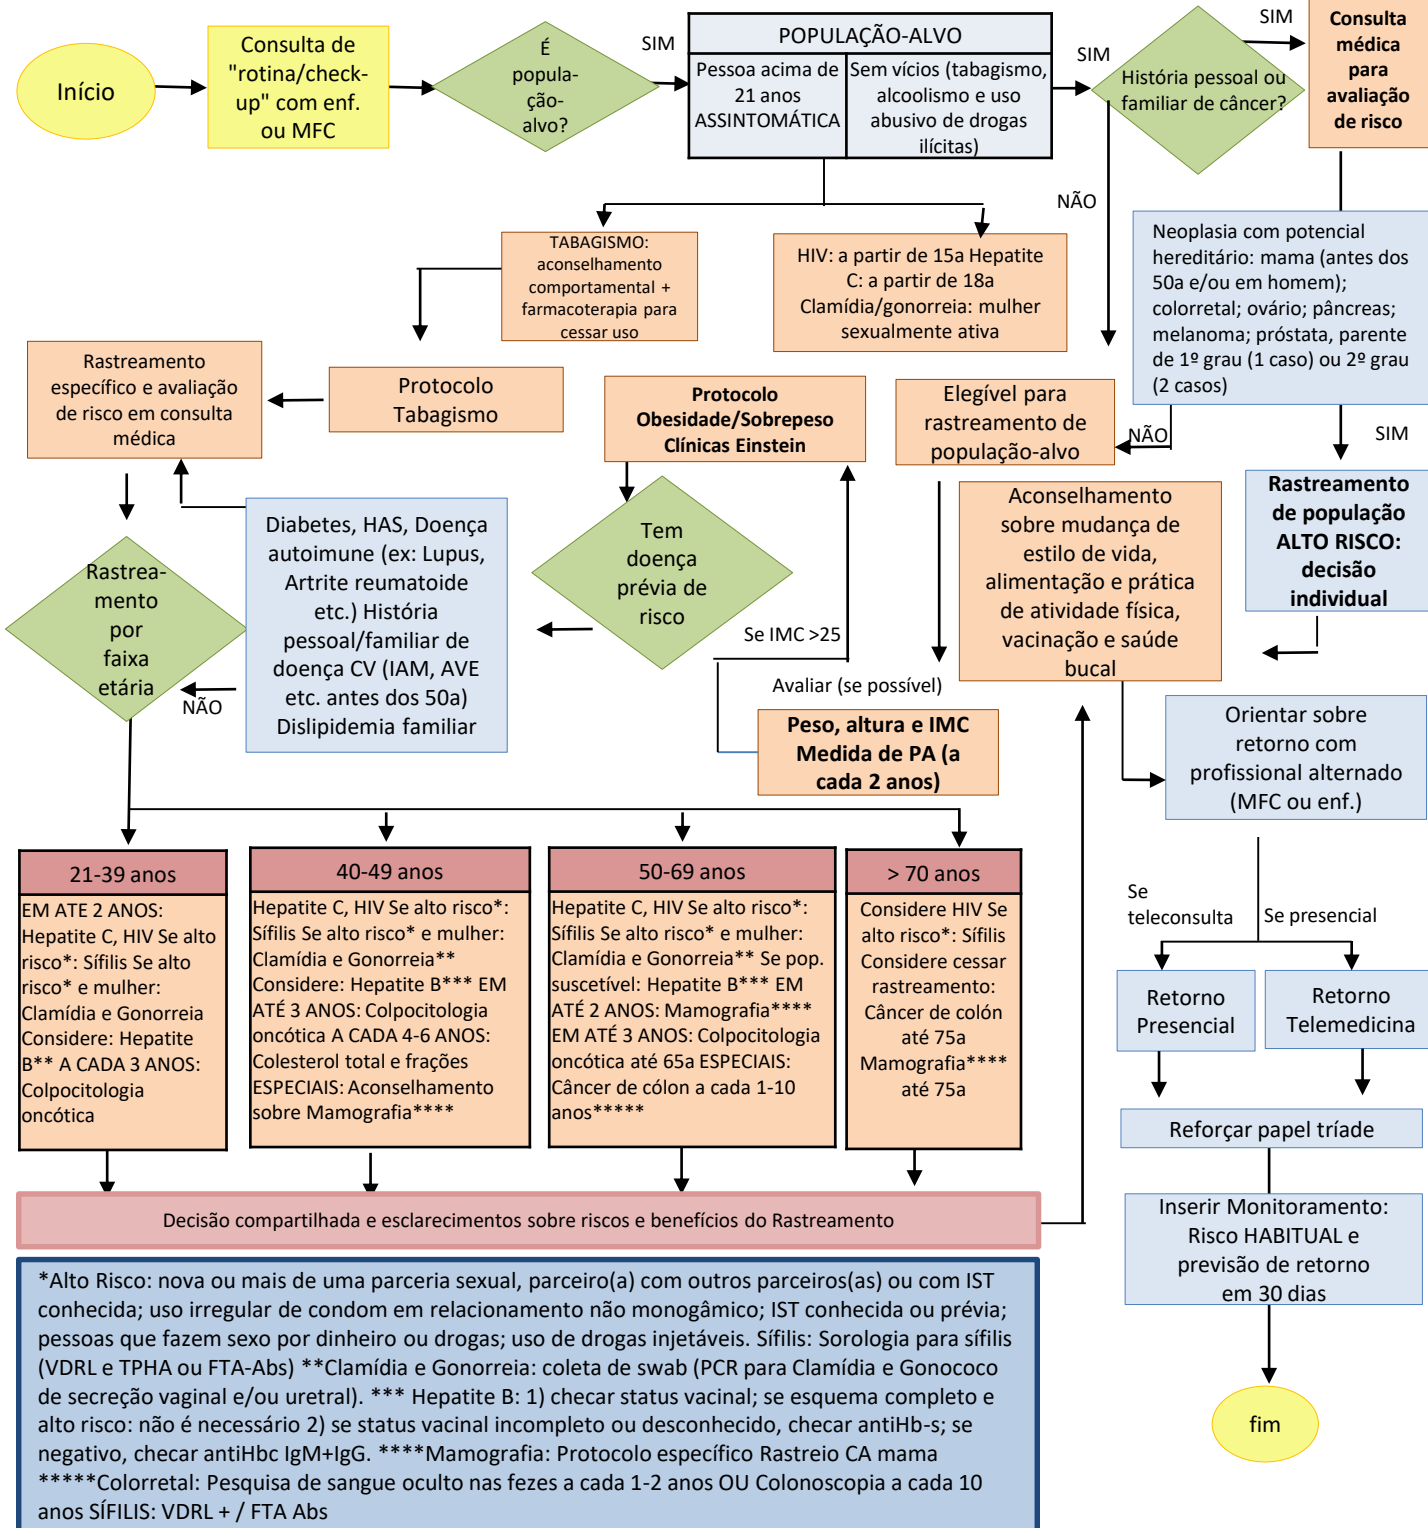 Início
Consulta de
"rotina/check-
up" com enf.
ou MFC
É
popula-
ção-
alvo?
SIM
POPULAÇÃO-ALVO
Pessoa acima de
21 anos
ASSINTOMÁTICA
Sem vícios (tabagismo,
alcoolismo e uso
abusivo de drogas
ilícitas)
SIM
História pessoal ou
familiar de câncer?
SIM
Consulta
médica
para
avaliação
de risco
NÃO
TABAGISMO:
aconselhamento
comportamental +
farmacoterapia para
cessar uso
HIV: a partir de 15a Hepatite
C: a partir de 18a
Clamídia/gonorreia: mulher
sexualmente ativa
Neoplasia com potencial
hereditário: mama (antes dos
50a e/ou em homem);
colorretal; ovário; pâncreas;
melanoma; próstata, parente
de 1º grau (1 caso) ou 2º grau
(2 casos)
Rastreamento
específico e avaliação
de risco em consulta
médica
Protocolo
Tabagismo
Protocolo
Obesidade/Sobrepeso
Clínicas Einstein
Elegível para
rastreamento de
população-alvo
NÃO
SIM
Rastreamento
de população
ALTO RISCO:
decisão
individual
Aconselhamento
sobre mudança de
estilo de vida,
alimentação e prática
de atividade física,
vacinação e saúde
bucal
Tem
doença
prévia de
risco
Diabetes, HAS, Doença
autoimune (ex: Lupus,
Artrite reumatoide
etc.) História
pessoal/familiar de
doença CV (IAM, AVE
etc. antes dos 50a)
Dislipidemia familiar
Rastrea-
mento
por
faixa
etária
NÃO
Se IMC >25
Avaliar (se possível)
Peso, altura e IMC
Medida de PA (a
cada 2 anos)
Orientar sobre
retorno com
profissional alternado
(MFC ou enf.)
21-39 anos
EM ATE 2 ANOS:
Hepatite C, HIV Se alto
risco*: Sífilis Se alto
risco* e mulher:
Clamídia e Gonorreia
Considere: Hepatite
B** A CADA 3 ANOS:
Colpocitologia
oncótica
40-49 anos
Hepatite C, HIV Se alto risco*:
Sífilis Se alto risco* e mulher:
Clamídia e Gonorreia**
Considere: Hepatite B*** EM
ATÉ 3 ANOS: Colpocitologia
oncótica A CADA 4-6 ANOS:
Colesterol total e frações
ESPECIAIS: Aconselhamento
sobre Mamografia****
50-69 anos
Hepatite C, HIV Se alto risco*:
Sífilis Se alto risco* e mulher:
Clamídia e Gonorreia** Se pop.
suscetível: Hepatite B*** EM
ATÉ 2 ANOS: Mamografia****
EM ATÉ 3 ANOS: Colpocitologia
oncótica até 65a ESPECIAIS:
Câncer de cólon a cada 1-10
anos*****
> 70 anos
Considere HIV Se
alto risco*: Sífilis
Considere cessar
rastreamento:
Câncer de colón
até 75a
Mamografia****
até 75a
Se
teleconsulta
Se presencial
Retorno
Presencial
Retorno
Telemedicina
Reforçar papel tríade
Inserir Monitoramento:
Risco HABITUAL e
previsão de retorno
em 30 dias
fim
Decisão compartilhada e esclarecimentos sobre riscos e benefícios do Rastreamento
*Alto Risco: nova ou mais de uma parceria sexual, parceiro(a) com outros parceiros(as) ou com IST
conhecida; uso irregular de condom em relacionamento não monogâmico; IST conhecida ou prévia;
pessoas que fazem sexo por dinheiro ou drogas; uso de drogas injetáveis. Sífilis: Sorologia para sífilis
(VDRL e TPHA ou FTA-Abs) **Clamídia e Gonorreia: coleta de swab (PCR para Clamídia e Gonococo
de secreção vaginal e/ou uretral). *** Hepatite B: 1) checar status vacinal; se esquema completo e
alto risco: não é necessário 2) se status vacinal incompleto ou desconhecido, checar antiHb-s; se
negativo, checar antiHbc IgM+IgG. ****Mamografia: Protocolo específico Rastreio CA mama
*****Colorretal: Pesquisa de sangue oculto nas fezes a cada 1-2 anos OU Colonoscopia a cada 10
anos SÍFILIS: VDRL + / FTA Abs